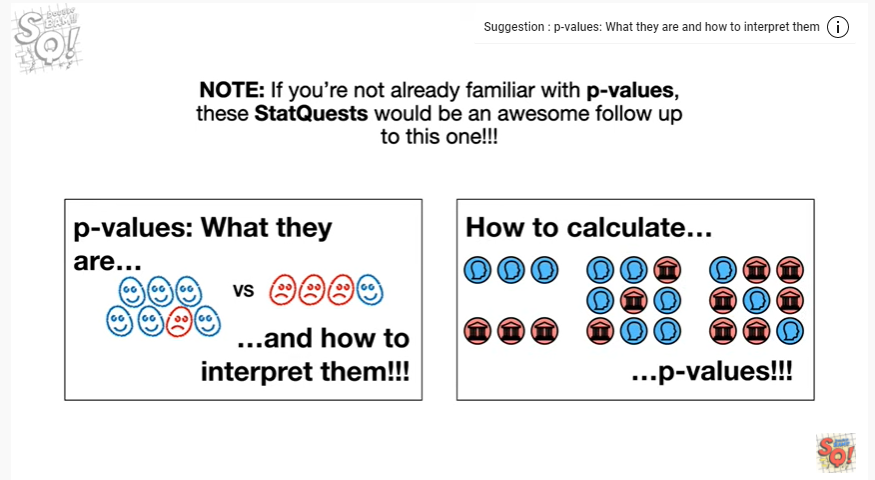 Suggestion : p-values: What they are and how to interpret them
NOTE: If you're not already familiar with p-values,
these StatQuests would be an awesome follow up
to this one!!!
p-values: What they
are…
vs
…and how to
interpret them!!!
How to calculate…
…p-values!!!
SQ!